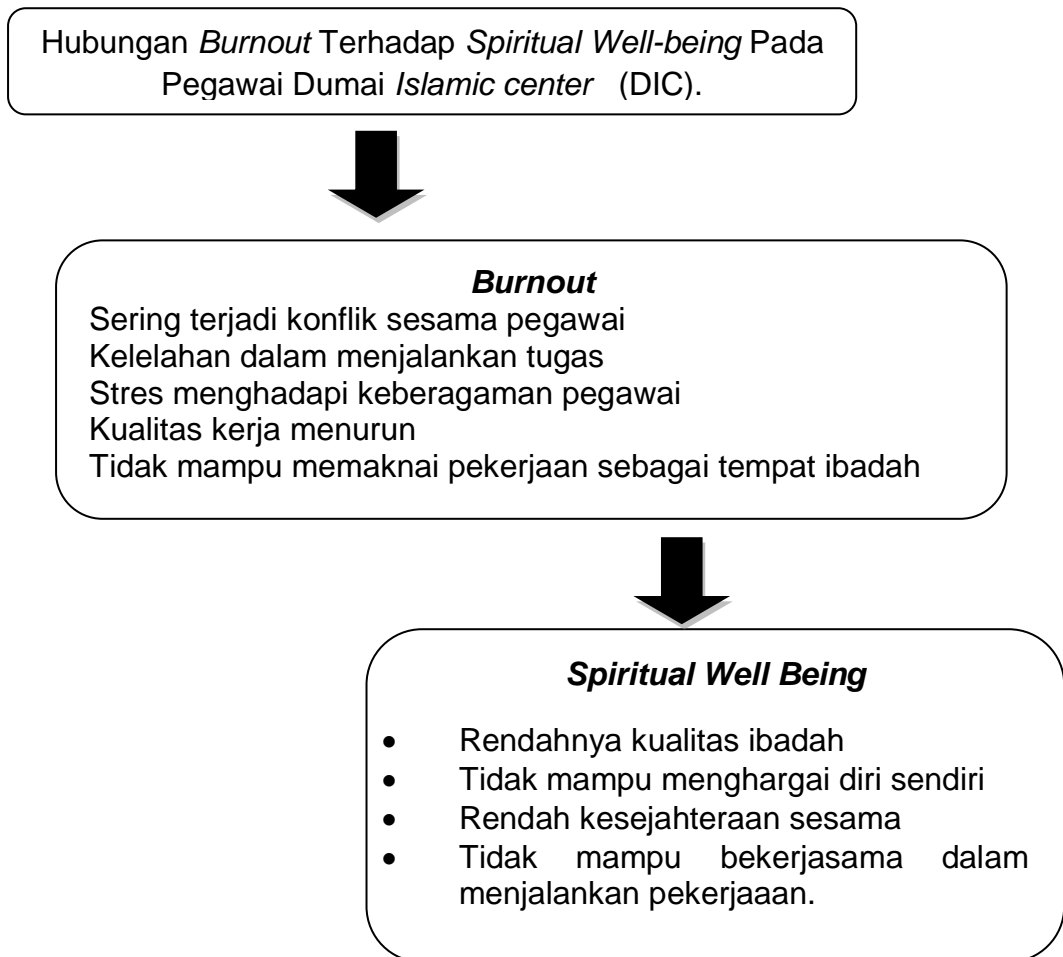 Hubungan Burnout Terhadap Spiritual Well-being Pada
Pegawai Dumai Islamic center (DIC).
Burnout
Sering terjadi konflik sesama pegawai
Kelelahan dalam menjalankan tugas
Stres menghadapi keberagaman pegawai
Kualitas kerja menurun
Tidak mampu memaknai pekerjaan sebagai tempat ibadah
Spiritual Well Being
• Rendahnya kualitas ibadah
• Tidak mampu menghargai diri sendiri
• Rendah kesejahteraan sesama
• Tidak mampu bekerjasama dalam
menjalankan pekerjaaan.